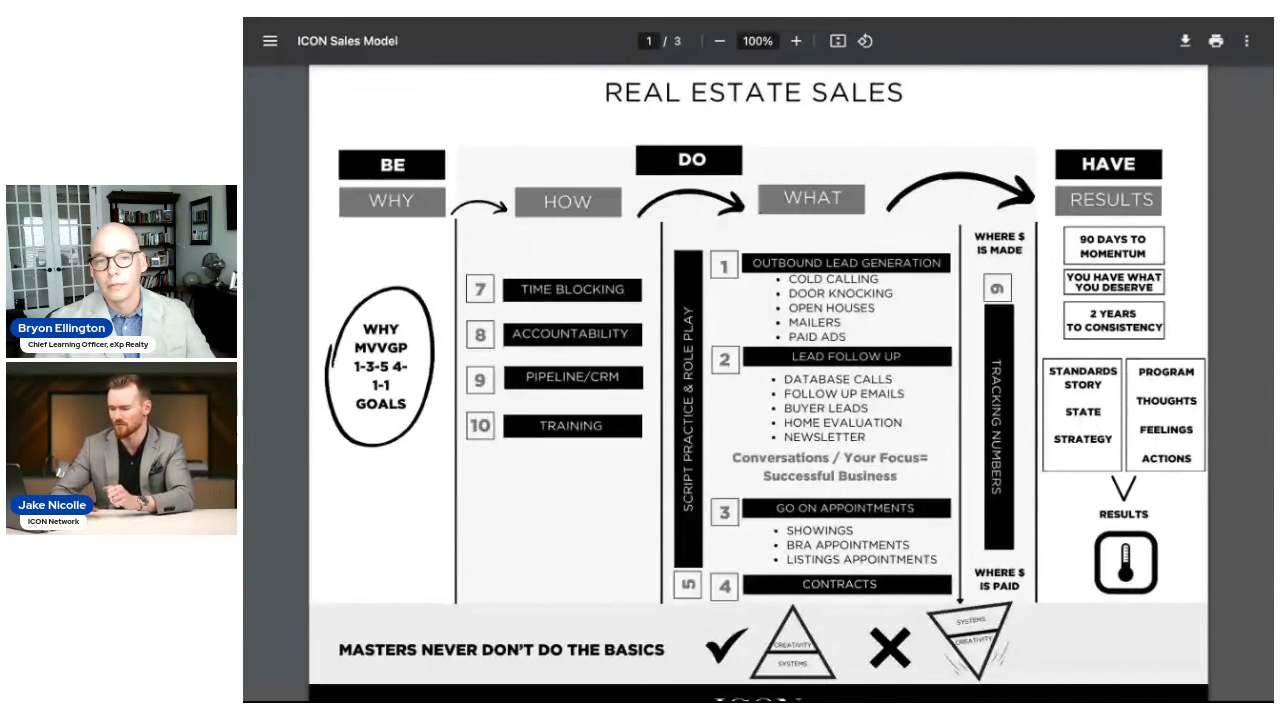 ICON Sales Model
1 / 3
100%
REAL ESTATE SALES
BE
WHY
WHY
MVVGP
1-3-5 4-
1-1
GOALS
DO
HOW
7
TIME BLOCKING
8
ACCOUNTABILITY
9
PIPELINE/CRM
10
TRAINING
WHAT
SCRIPT PRACTICE & ROLE PLAY
5
1
OUTBOUND LEAD GENERATION
• COLD CALLING
• DOOR KNOCKING
• OPEN HOUSES
• MAILERS
• PAID ADS
2
LEAD FOLLOW UP
• DATABASE CALLS
• FOLLOW UP EMAILS
• BUYER LEADS
• HOME EVALUATION
• NEWSLETTER
Conversations / Your Focus=
Successful Business
3
GO ON APPOINTMENTS
• SHOWINGS
• BRA APPOINTMENTS
• LISTINGS APPOINTMENTS
4
CONTRACTS
WHERE $
IS MADE
6
TRACKING NUMBERS
WHERE $
IS PAID
HAVE
RESULTS
90 DAYS TO
MOMENTUM
YOU HAVE WHAT
YOU DESERVE
2 YEARS
TO CONSISTENCY
STANDARDS
STORY
STATE
STRATEGY
PROGRAM
THOUGHTS
FEELINGS
ACTIONS
RESULTS
MASTERS NEVER DON'T DO THE BASICS
CREATIVITY
SYSTEMS
SYSTEMS
CREATIVITY
ICON
Bryon Ellington
Chief Learning Officer, eXp Realty
Jake Nicolle
ICON Network